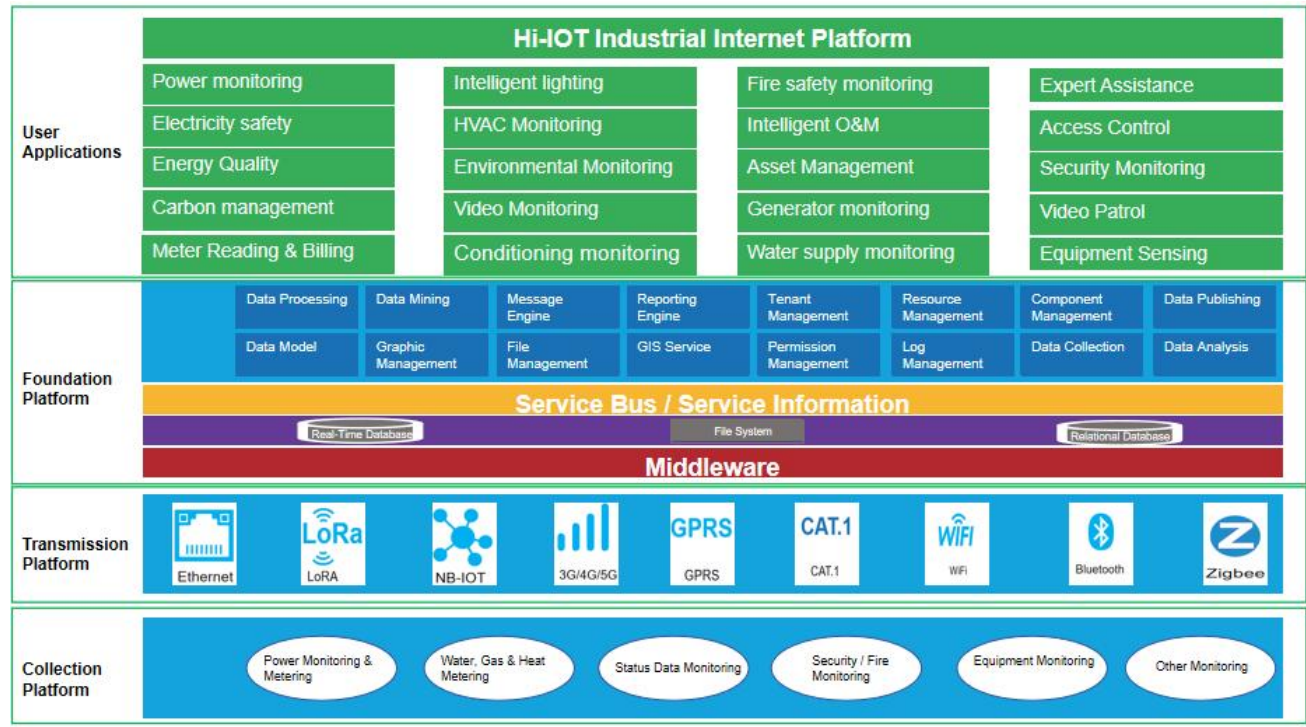 Hi-IOT Industrial Internet Platform
User
Applications
Power monitoring
Intelligent lighting
Fire safety monitoring
Expert Assistance
Electricity safety
HVAC Monitoring
Intelligent O&M
Access Control
Energy Quality
Environmental Monitoring
Asset Management
Security Monitoring
Carbon management
Video Monitoring
Generator monitoring
Video Patrol
Meter Reading & Billing
Conditioning monitoring
Water supply monitoring
Equipment Sensing
Foundation
Platform
Data Processing
Data Mining
Message
Engine
Reporting
Engine
Tenant
Management
Resource
Management
Component
Management
Data Publishing
Data Model
Graphic
Management
File
Management
GIS Service
Permission
Management
Log
Management
Data Collection
Data Analysis
Service Bus / Service Information
Real-Time Database
File System
Relational Database
Middleware
Transmission
Platform
Ethernet
LoRa
LoRA
NB-IOT
3G/4G/5G
GPRS
GPRS
CAT.1
CAT.1
WiFi
WiFi
Bluetooth
Zigbee
Collection
Platform
Power Monitoring &
Metering
Water, Gas & Heat
Metering
Status Data Monitoring
Security / Fire
Monitoring
Equipment Monitoring
Other Monitoring